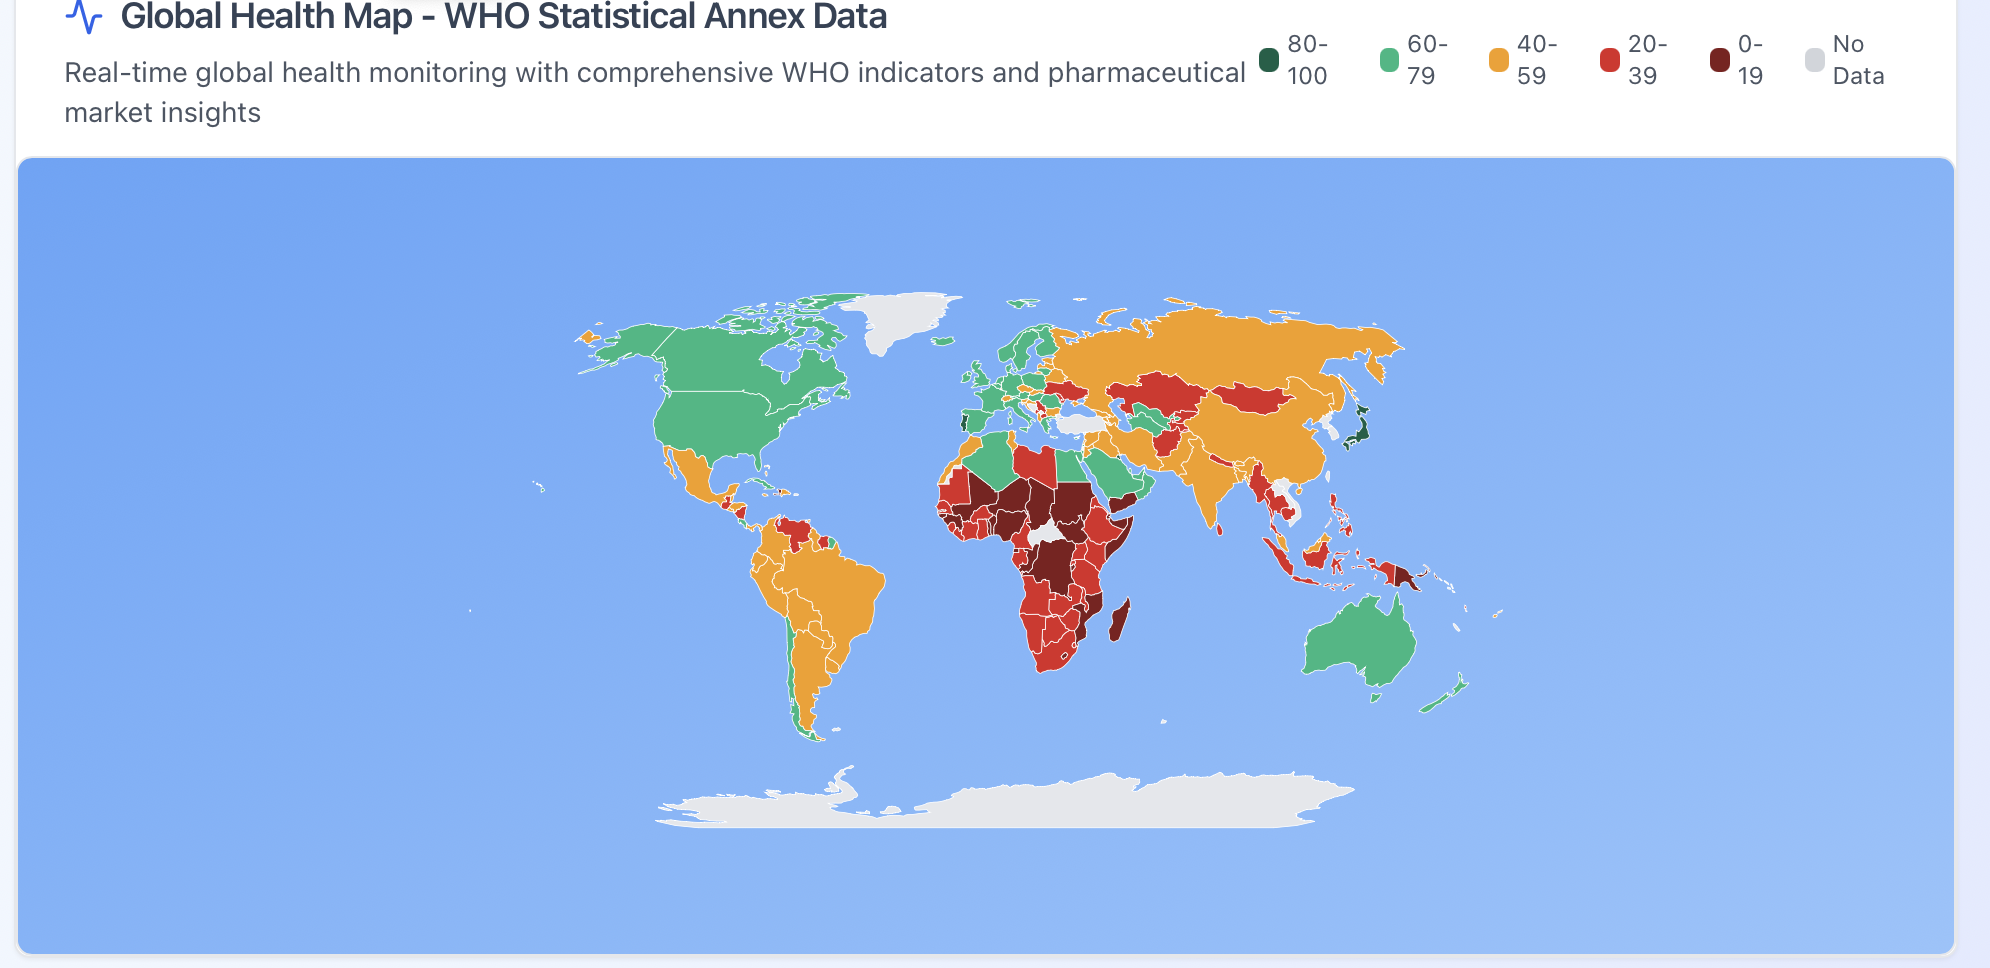 Global Health Map - WHO Statistical Annex Data
Real-time global health monitoring with comprehensive WHO indicators and pharmaceutical
market insights
80-
100
60-
79
40-
59
20-
39
0-
19
No
Data